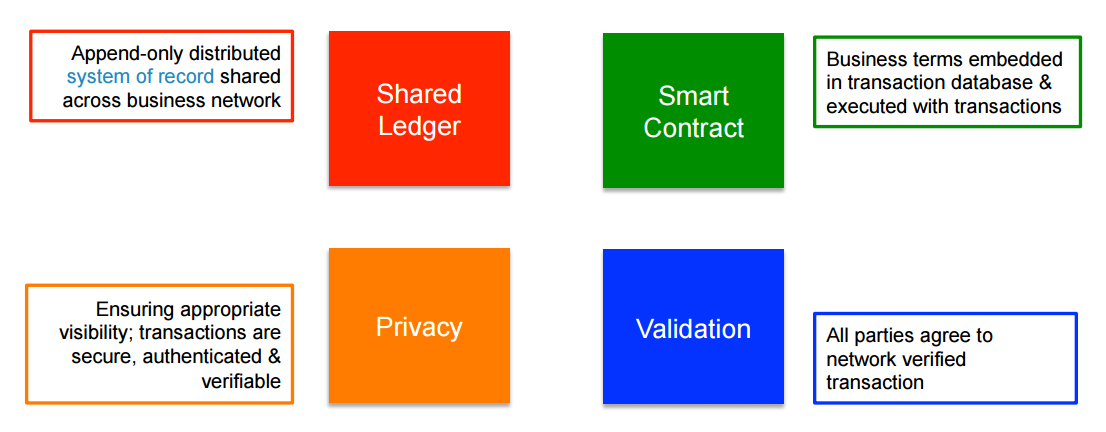 Append-only distributed
system of record shared
across business network
Shared
Ledger
Smart
Contract
Business terms embedded
in transaction database &
executed with transactions
Ensuring appropriate
visibility; transactions are
secure, authenticated &
verifiable
Privacy
Validation
All parties agree to
network verified
transaction